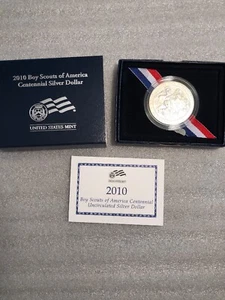 2010 Boy Scouts of America
Centennial Silver Dollar
UNITED STATES MINT
2010
Boy Scouts of America Centennial
Uncirculated Silver Dollar